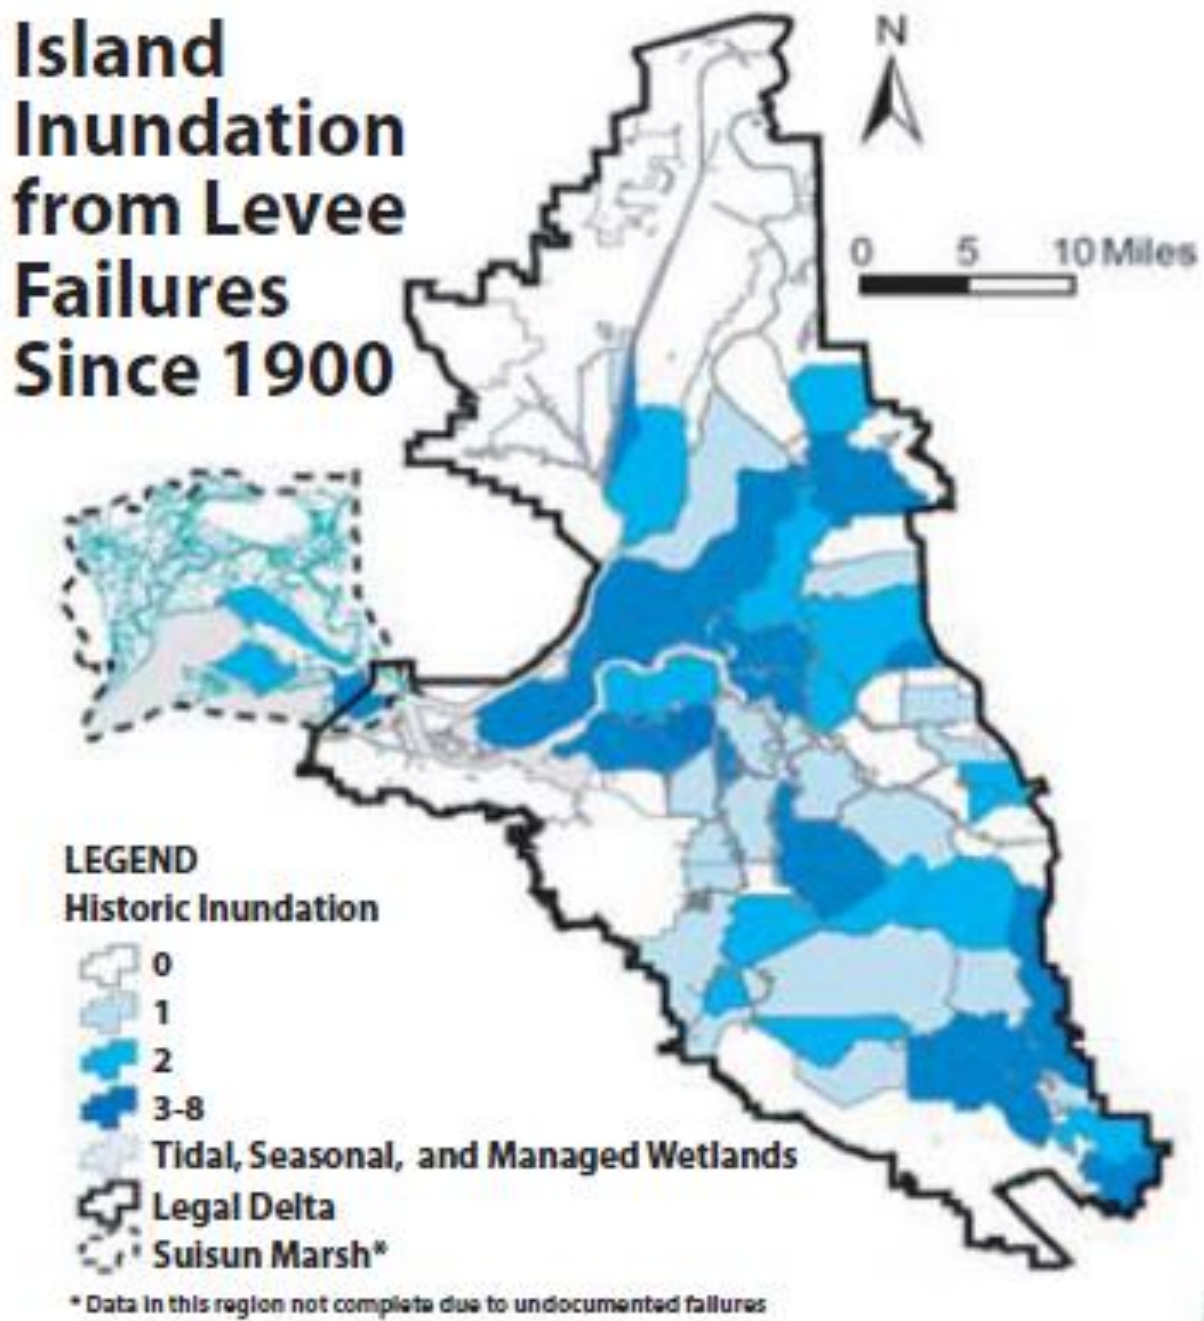 Island
Inundation
from Levee
Failures
Since 1900
N
0 5 10 Miles
LEGEND
Historic Inundation
0
1
2
3-8
Tidal, Seasonal, and Managed Wetlands
Legal Delta
Suisun Marsh*
* Data in this region not complete due to undocumented failures